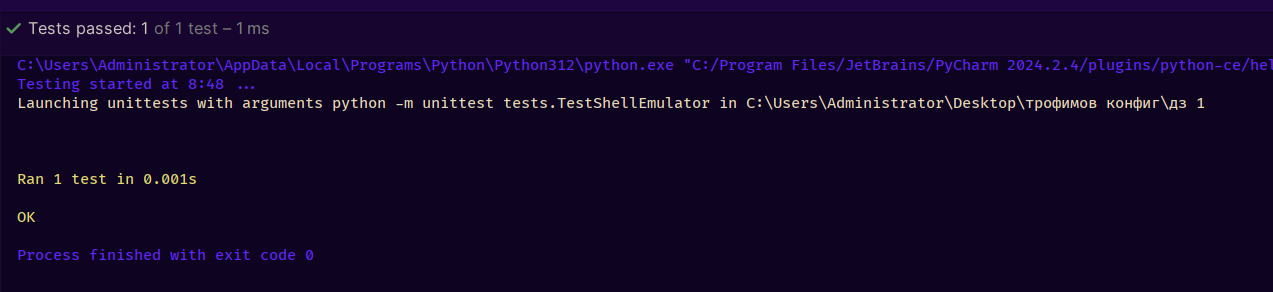 Tests passed: 1 of 1 test – 1 ms
C:\Users\Administrator\AppData\Local\Programs\Python\Python312\python.exe "C:/Program Files/JetBrains/PyCharm 2024.2.4/plugins/python-ce/hel
Testing started at 8:48 ...
Launching unittests with arguments python -m unittest tests.TestShellEmulator in C:\Users\Administrator\Desktop\трофимов конфиг\дз 1
Ran 1 test in 0.001s
OK
Process finished with exit code 0